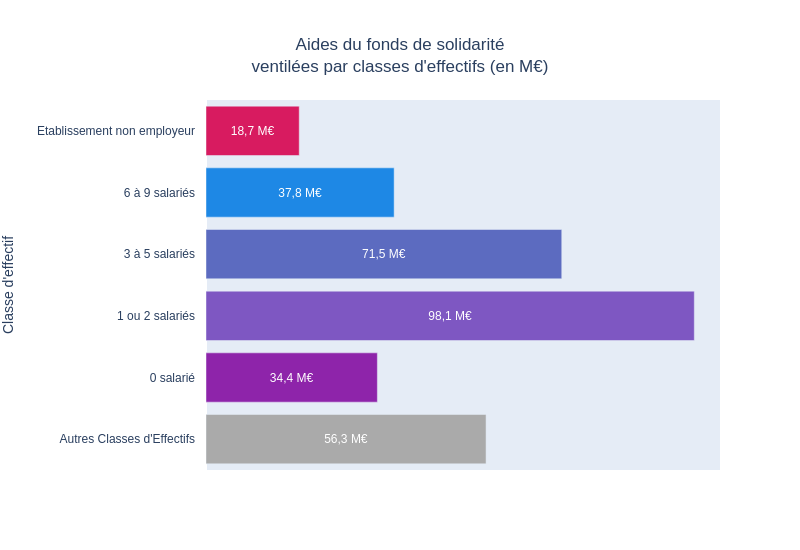 Aides du fonds de solidarité
ventilées par classes d'effectifs (en M€)
Classe d'effectif
Etablissement non employeur
18,7 M€
6 à 9 salariés
37,8 M€
3 à 5 salariés
71,5 M€
1 ou 2 salariés
98,1 M€
0 salarié
34,4 M€
Autres Classes d'Effectifs
56,3 M€